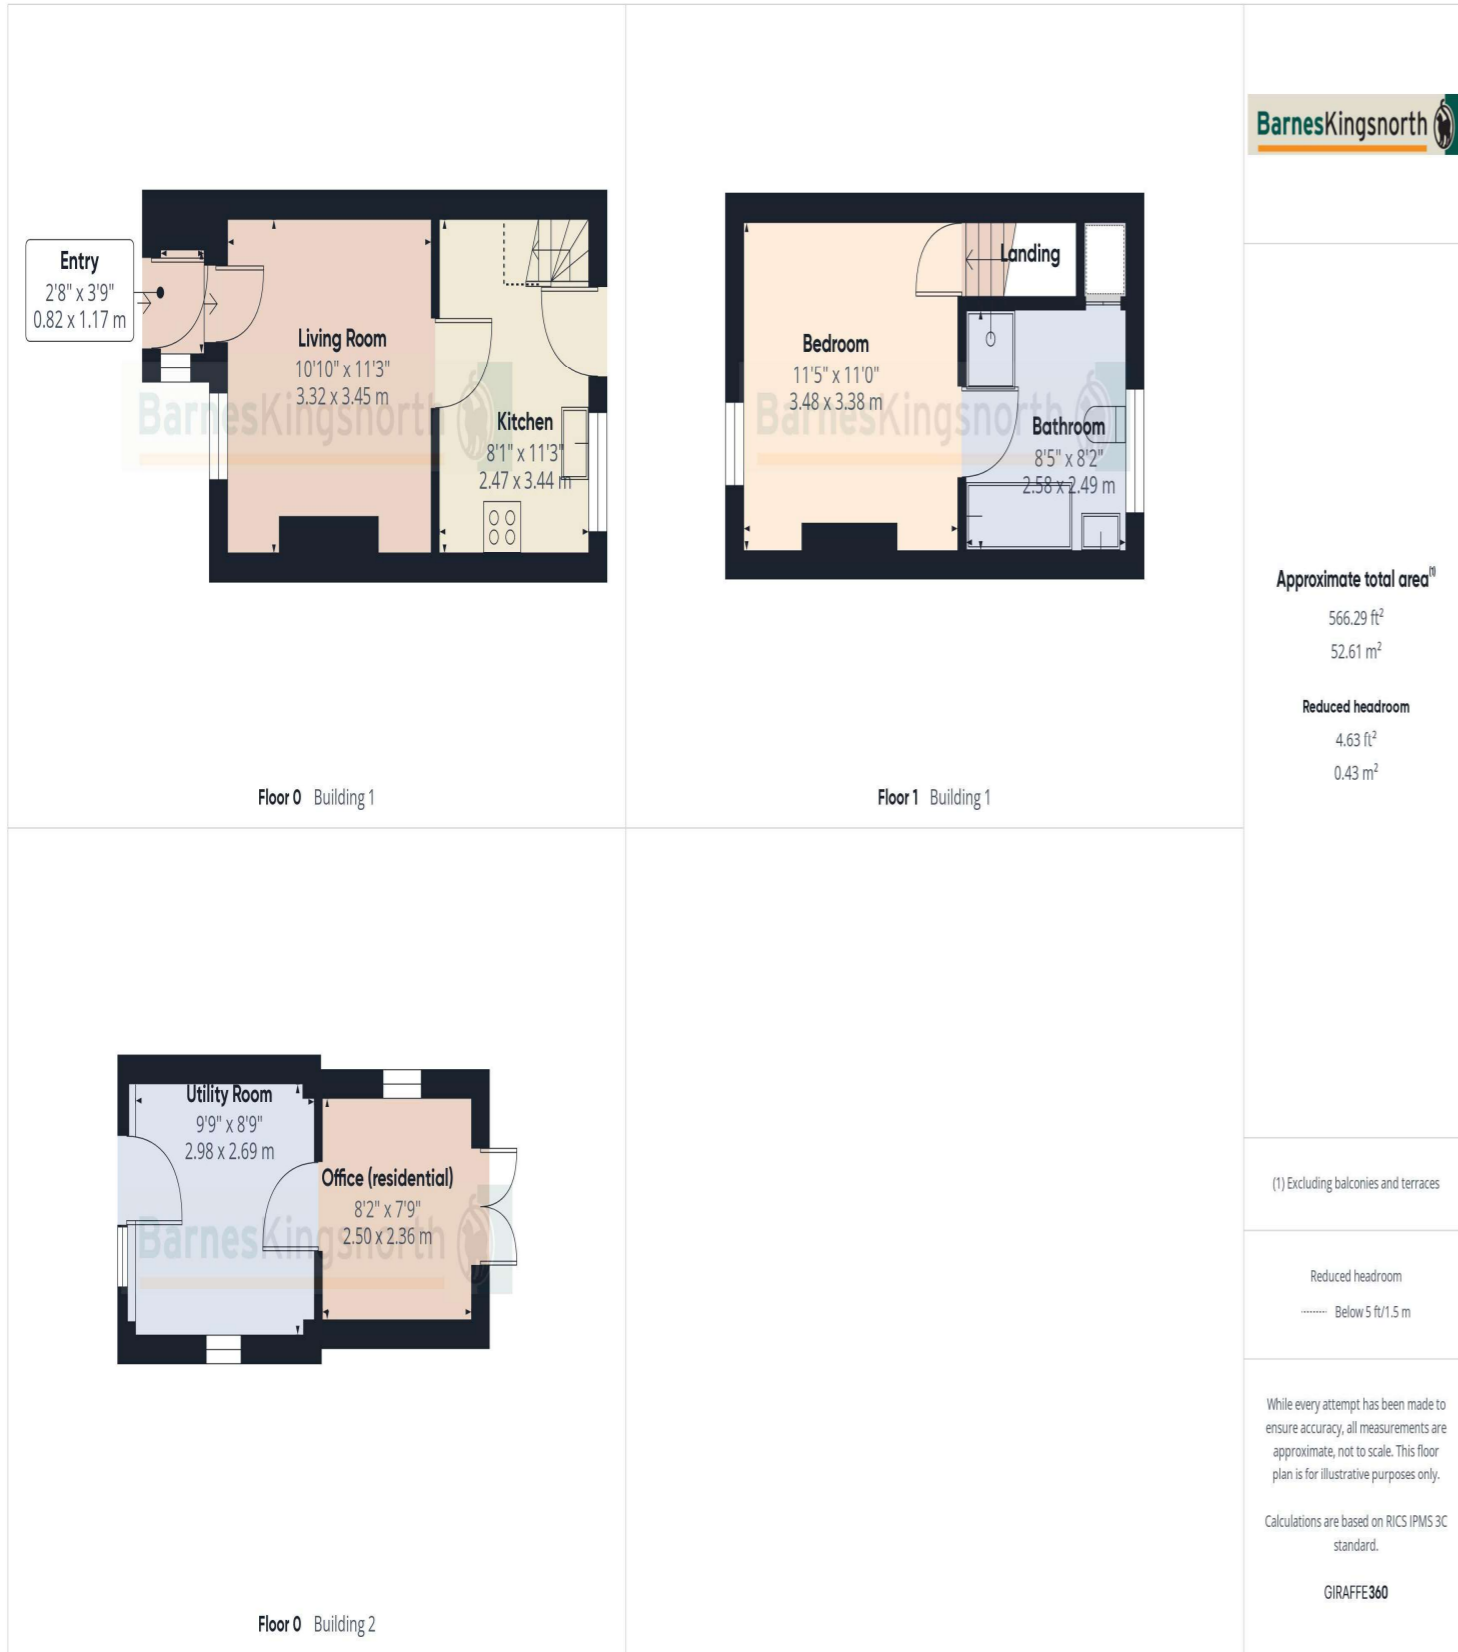 BarnesKingsnorth
Entry
2'8" x 3'9"
0.82 x 1.17 m
Living Room
10'10" x 11'3"
3.32 x 3.45 m
Kitchen
8'1" x 11'3"
2.47 x 3.44 m
BarnesKingsnorth
Floor 0 Building 1
Landing
Bedroom
11'5" x 11'0"
3.48 x 3.38 m
Bathroom
8'5" x 8'2"
2.58 x 2.49 m
BarnesKingsnorth
Floor 1 Building 1
Approximate total area(1)
566.29 ft²
52.61 m²
Reduced headroom
4.63 ft²
0.43 m²
Utility Room
9'9" x 8'9"
2.98 x 2.69 m
Office (residential)
8'2" x 7'9"
2.50 x 2.36 m
BarnesKingsnorth
Floor 0 Building 2
(1) Excluding balconies and terraces
Reduced headroom
Below 5 ft/1.5 m
While every attempt has been made to
ensure accuracy, all measurements are
approximate, not to scale. This floor
plan is for illustrative purposes only.
Calculations are based on RICS IPMS 3C
standard.
GIRAFFE360